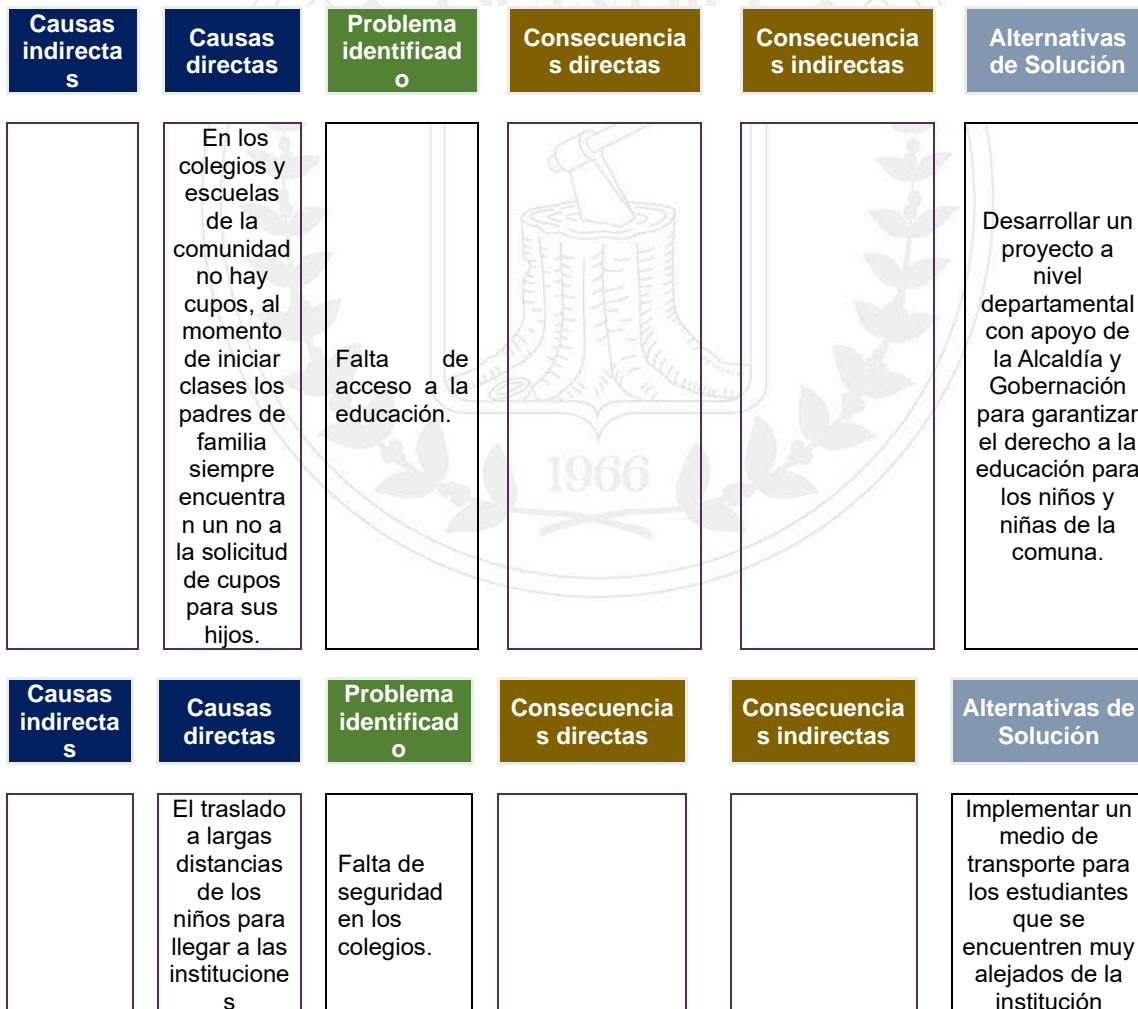 Causas
indirecta
s
Causas
directas
Problema
identificad
o
Consecuencia
s directas
Consecuencia
s indirectas
Alternativas
de Solución
En los
colegios y
escuelas
de la
comunidad
no hay
cupos, al
momento
de iniciar
clases los
padres de
familia
siempre
encuentra
n un no a
la solicitud
de cupos
para sus
hijos.
Falta de
acceso a la
educación.
1966
Desarrollar un
proyecto a
nivel
departamental
con apoyo de
la Alcaldía y
Gobernación
para garantizar
el derecho a la
educación para
los niños y
niñas de la
comuna.
Causas
indirecta
s
Causas
directas
Problema
identificad
o
Consecuencia
s directas
Consecuencia
s indirectas
Alternativas de
Solución
El traslado
a largas
distancias
de los
niños para
llegar a las
institucione
s
Falta de
seguridad
en los
colegios.
Implementar un
medio de
transporte para
los estudiantes
que se
encuentren muy
alejados de la
institución